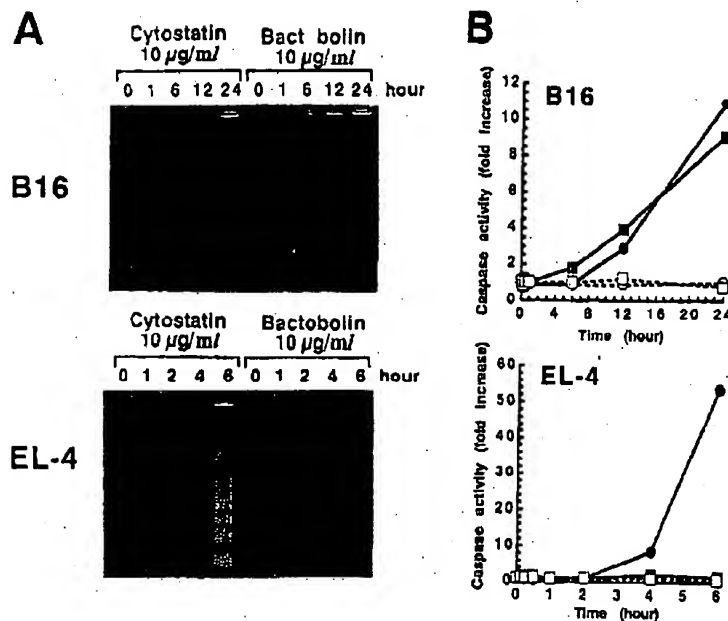 A
Cytostatin Bact bolin
10 µg/ml 10 µg/ml
0 1 6 12 24 0 1 6 12 24 hour
B16
Cytostatin Bactobolin
10 µg/ml 10 µg/ml
0 1 2 4 6 0 1 2 4 6 hour
EL-4
B
B16
Caspase activity (fold increase)
12
10
8
6
4
2
0
0 4 8 12 16 20 24
Time (hour)
EL-4
Caspase activity (fold increase)
60
50
40
30
20
10
0
0 1 2 3 4 5 6
Time (hour)